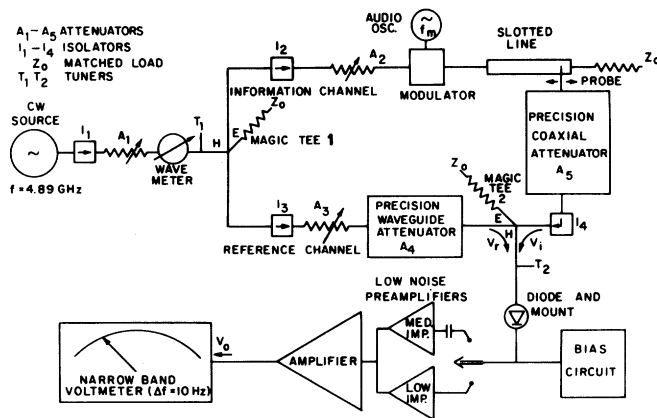 A₁–A₅ ATTENUATORS
I₁–I₄ ISOLATORS
Z₀ MATCHED LOAD
T₁ T₂ TUNERS
CW
SOURCE
~
f = 4.89 GHz
I₁
A₁
WAVE
METER
T₁
H
E
Z₀
MAGIC TEE 1
I₂
A₂
INFORMATION CHANNEL
AUDIO
OSC.
~
fₘ
MODULATOR
SLOTTED
LINE
Z₀
PROBE
PRECISION
COAXIAL
ATTENUATOR
A₅
I₃
A₃
REFERENCE CHANNEL
PRECISION
WAVEGUIDE
ATTENUATOR
A₄
Z₀
MAGIC
TEE
2
E
H
Vᵣ
Vᵢ
I₄
T₂
DIODE AND
MOUNT
LOW NOISE
PREAMPLIFIERS
MED.
IMP.
LOW
IMP.
AMPLIFIER
V₀
NARROW BAND
VOLTMETER (Δf = 10 Hz)
BIAS
CIRCUIT